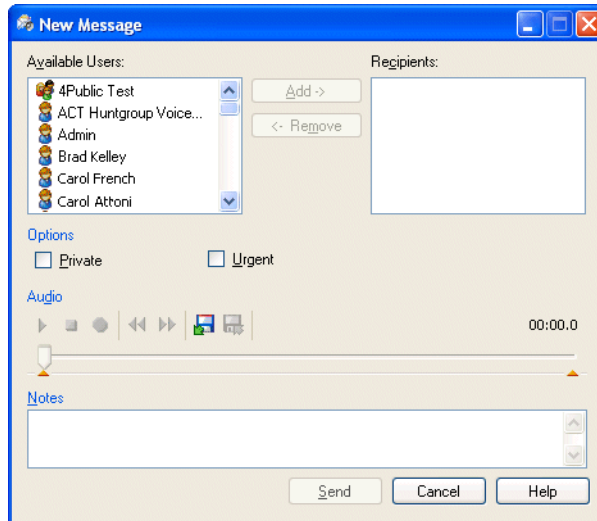 New Message
Available Users:
Recipients:
4Public Test
ACT Huntgroup Voice...
Admin
Brad Kelley
Carol French
Carol Attoni
Add ->
<- Remove
Options
Private
Urgent
Audio
00:00.0
Notes
Send
Cancel
Help